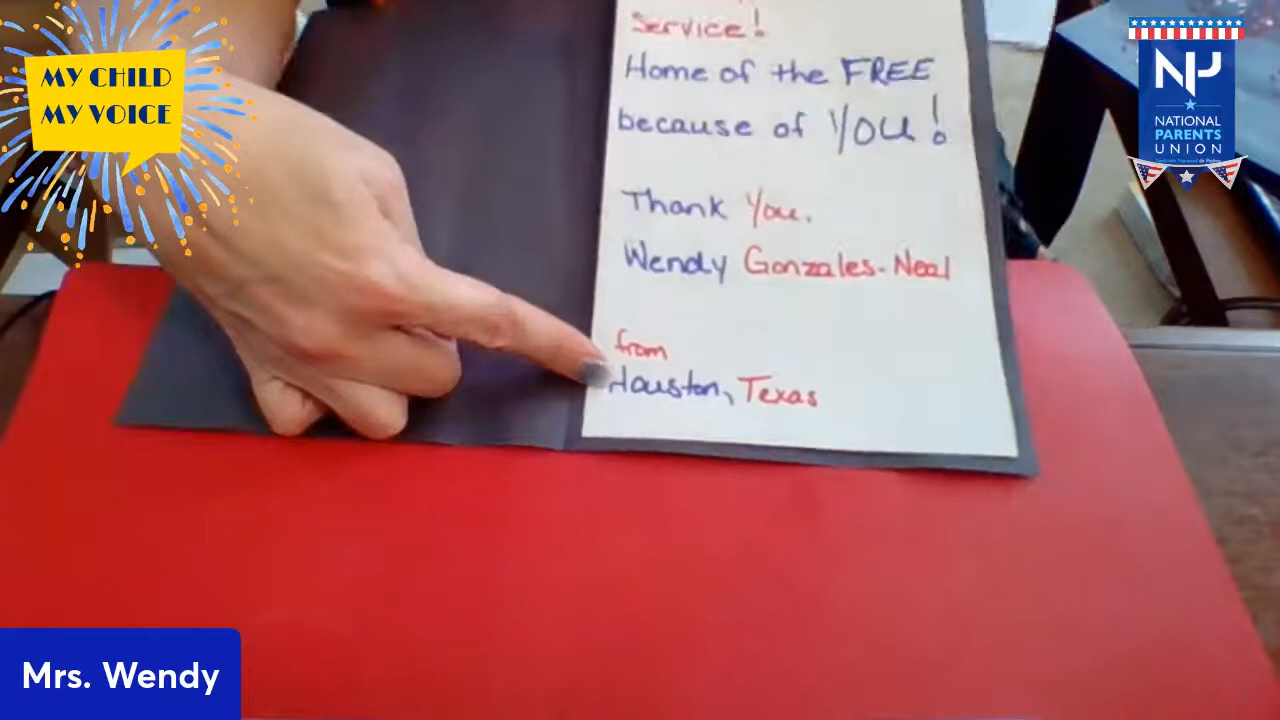 MY CHILD
MY VOICE
Service!
Home of the FREE
because of YOU!
Thank You.
Wendy Gonzales-Neal
from
Houston, Texas
NATIONAL
PARENTS
UNION
Mrs. Wendy